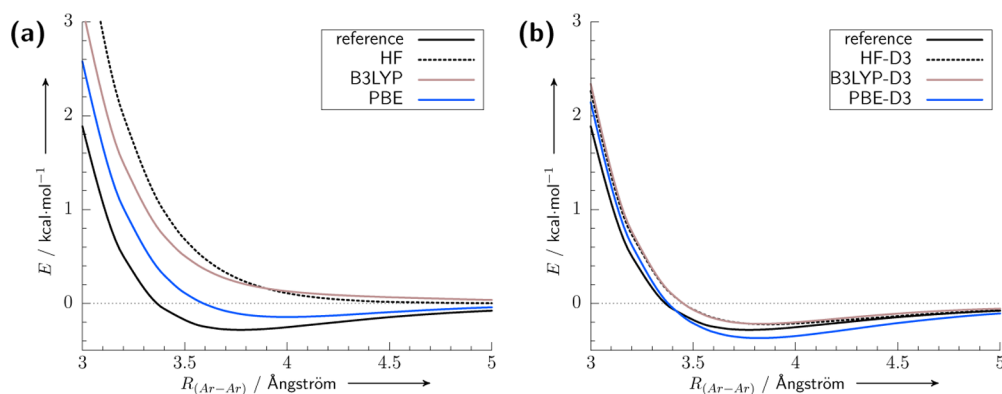 (a)
3
2
1
0
E / kcal·mol⁻¹
reference
HF
B3LYP
PBE
3
3.5
4
4.5
5
R(Ar−Ar) / Ångström
(b)
3
2
1
0
E / kcal·mol⁻¹
reference
HF-D3
B3LYP-D3
PBE-D3
3
3.5
4
4.5
5
R(Ar−Ar) / Ångström